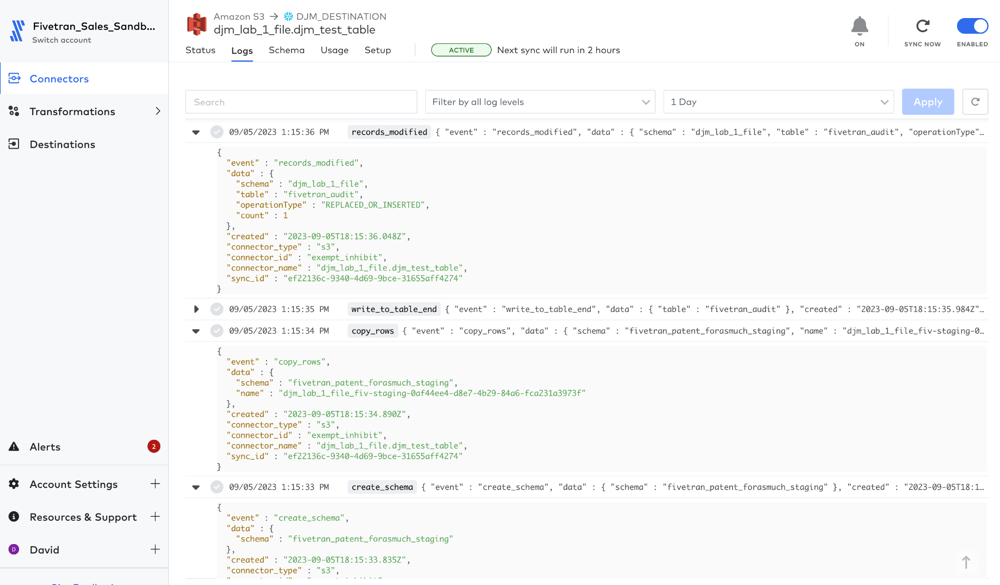 Fivetran_Sales_Sandb...
Switch account
Connectors
Transformations
Destinations
Alerts
2
Account Settings
Resources & Support
D
David
Amazon S3 → DJM_DESTINATION
djm_lab_1_file.djm_test_table
Status Logs Schema Usage Setup ACTIVE Next sync will run in 2 hours
ON
SYNC NOW
ENABLED
Search
Filter by all log levels
1 Day
Apply
09/05/2023 1:15:36 PM records_modified { "event" : "records_modified", "data" : { "schema" : "djm_lab_1_file", "table" : "fivetran_audit", "operationType"...
{
"event" : "records_modified",
"data" : {
"schema" : "djm_lab_1_file",
"table" : "fivetran_audit",
"operationType" : "REPLACED_OR_INSERTED",
"count" : 1
},
"created" : "2023-09-05T18:15:36.048Z",
"connector_type" : "s3",
"connector_id" : "exempt_inhibit",
"connector_name" : "djm_lab_1_file.djm_test_table",
"sync_id" : "ef22136c-9340-4d69-9bce-31655aff4274"
}
09/05/2023 1:15:35 PM write_to_table_end { "event" : "write_to_table_end", "data" : { "table" : "fivetran_audit" }, "created" : "2023-09-05T18:15:35.984Z"...
09/05/2023 1:15:34 PM copy_rows { "event" : "copy_rows", "data" : { "schema" : "fivetran_patent_forasmuch_staging", "name" : "djm_lab_1_file_fiv-staging-0...
{
"event" : "copy_rows",
"data" : {
"schema" : "fivetran_patent_forasmuch_staging",
"name" : "djm_lab_1_file_fiv-staging-0af44ee4-d8e7-4b29-84a6-fca231a3973f"
},
"created" : "2023-09-05T18:15:34.890Z",
"connector_type" : "s3",
"connector_id" : "exempt_inhibit",
"connector_name" : "djm_lab_1_file.djm_test_table",
"sync_id" : "ef22136c-9340-4d69-9bce-31655aff4274"
}
09/05/2023 1:15:33 PM create_schema { "event" : "create_schema", "data" : { "schema" : "fivetran_patent_forasmuch_staging" }, "created" : "2023-09-05T18:1...
{
"event" : "create_schema",
"data" : {
"schema" : "fivetran_patent_forasmuch_staging"
},
"created" : "2023-09-05T18:15:33.835Z",
"connector_type" : "s3",